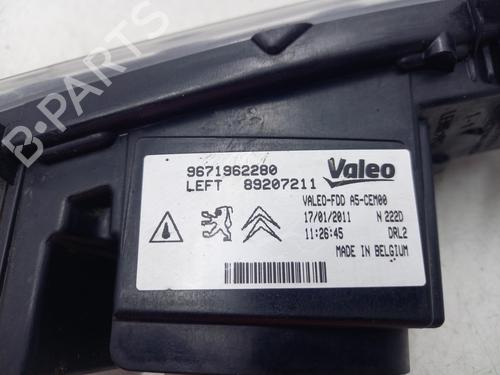 B-PARTS
9671962280
LEFT 89207211
Valeo
VALEO-FDD A5-CEM00
17/01/2011 N 222D
11:26:45 DRL2
MADE IN BELGIUM